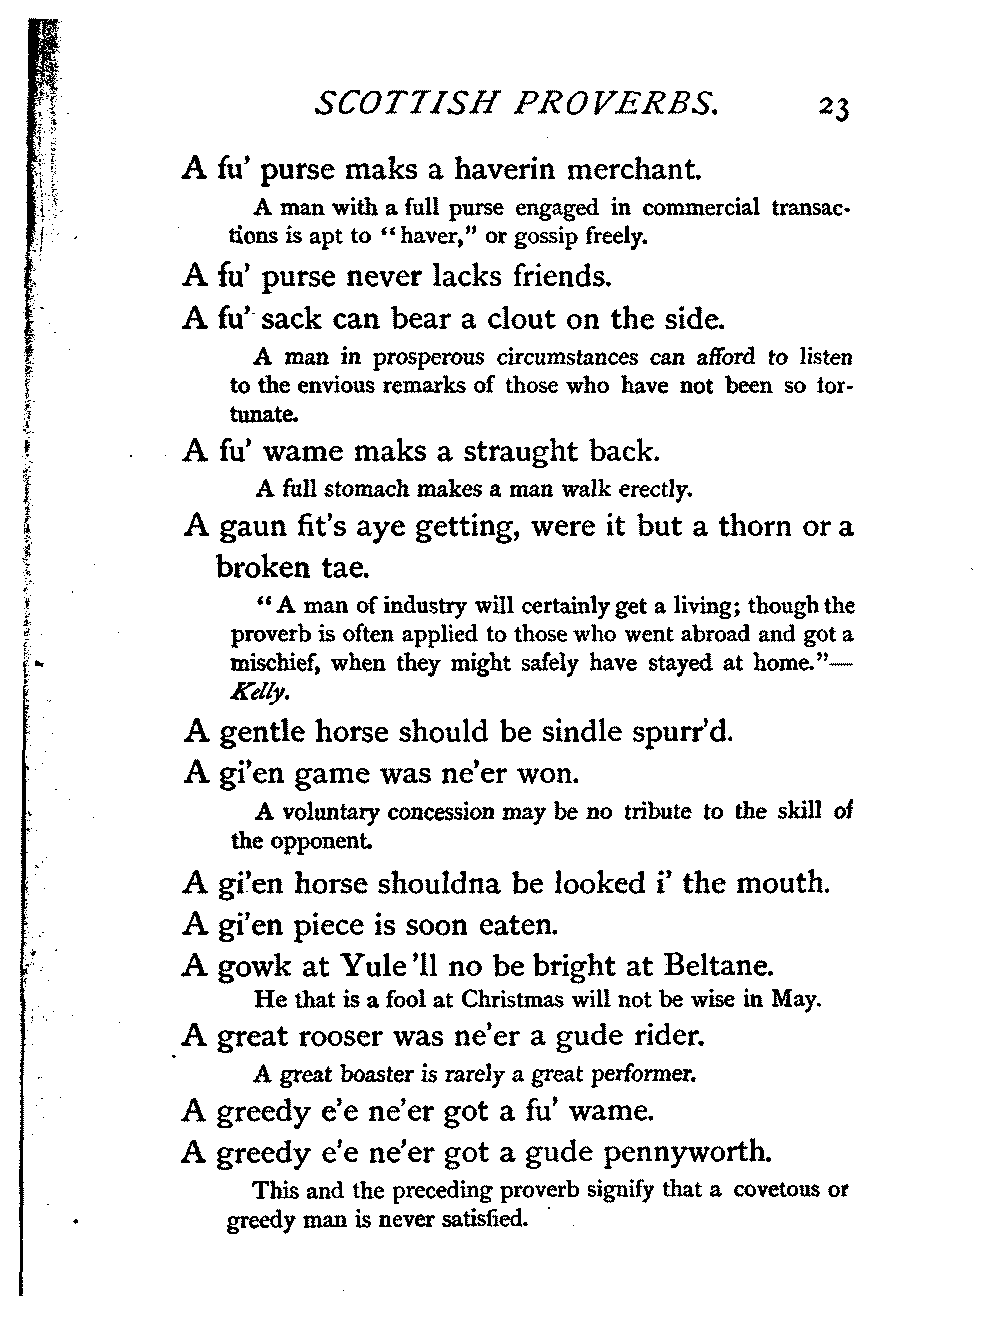 SCOTTISH PROVERBS. 23
A fu' purse maks a haverin merchant.
A man with a full purse engaged in commercial transac-
tions is apt to "haver," or gossip freely.
A fu' purse never lacks friends.
A fu' sack can bear a clout on the side.
A man in prosperous circumstances can afford to listen
to the envious remarks of those who have not been so for-
tunate.
A fu' wame maks a straught back.
A full stomach makes a man walk erectly.
A gaun fit's aye getting, were it but a thorn or a
broken tae.
"A man of industry will certainly get a living; though the
proverb is often applied to those who went abroad and got a
mischief, when they might safely have stayed at home."—
Kelly.
A gentle horse should be sindle spurr'd.
A gi'en game was ne'er won.
A voluntary concession may be no tribute to the skill of
the opponent.
A gi'en horse shouldna be looked i' the mouth.
A gi'en piece is soon eaten.
A gowk at Yule 'll no be bright at Beltane.
He that is a fool at Christmas will not be wise in May.
A great rooser was ne'er a gude rider.
A great boaster is rarely a great performer.
A greedy e'e ne'er got a fu' wame.
A greedy e'e ne'er got a gude pennyworth.
This and the preceding proverb signify that a covetous or
greedy man is never satisfied.